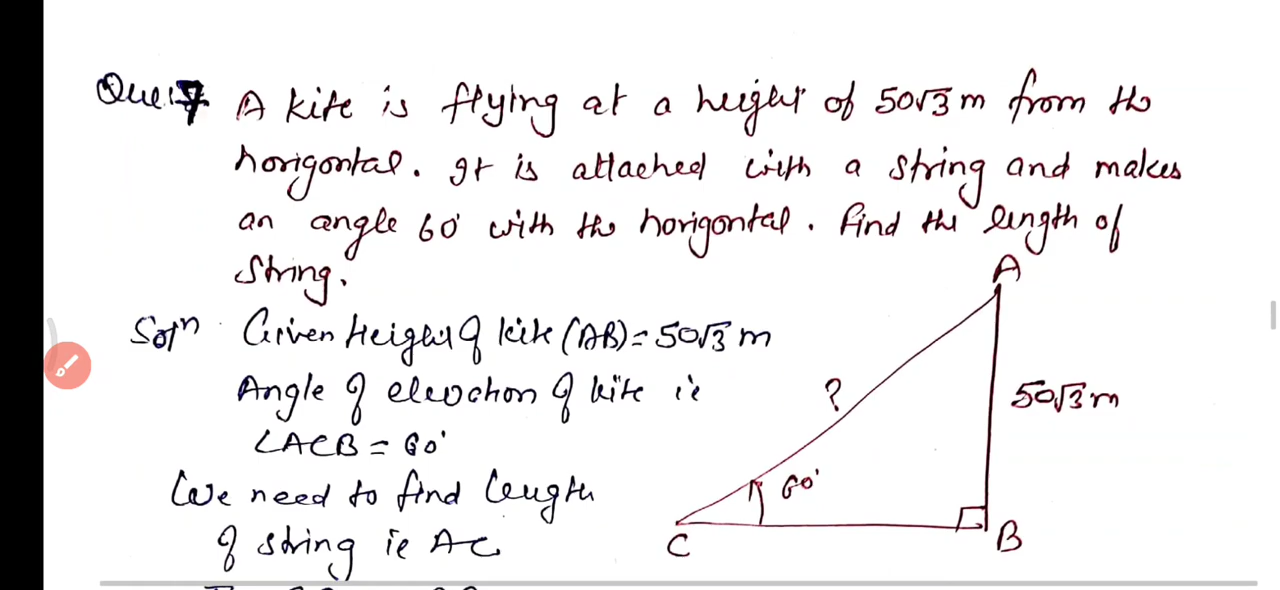 Que:7 A kite is flying at a height of 50√3 m from the
horizontal. It is attached with a string and makes
an angle 60° with the horizontal. Find the length of
string.
Solⁿ Given Height of kite (AB) = 50√3 m
Angle of elevation of kite is
∠ACB = 60°
We need to find length
of string ie AC
A
?
50√3 m
60°
C
B